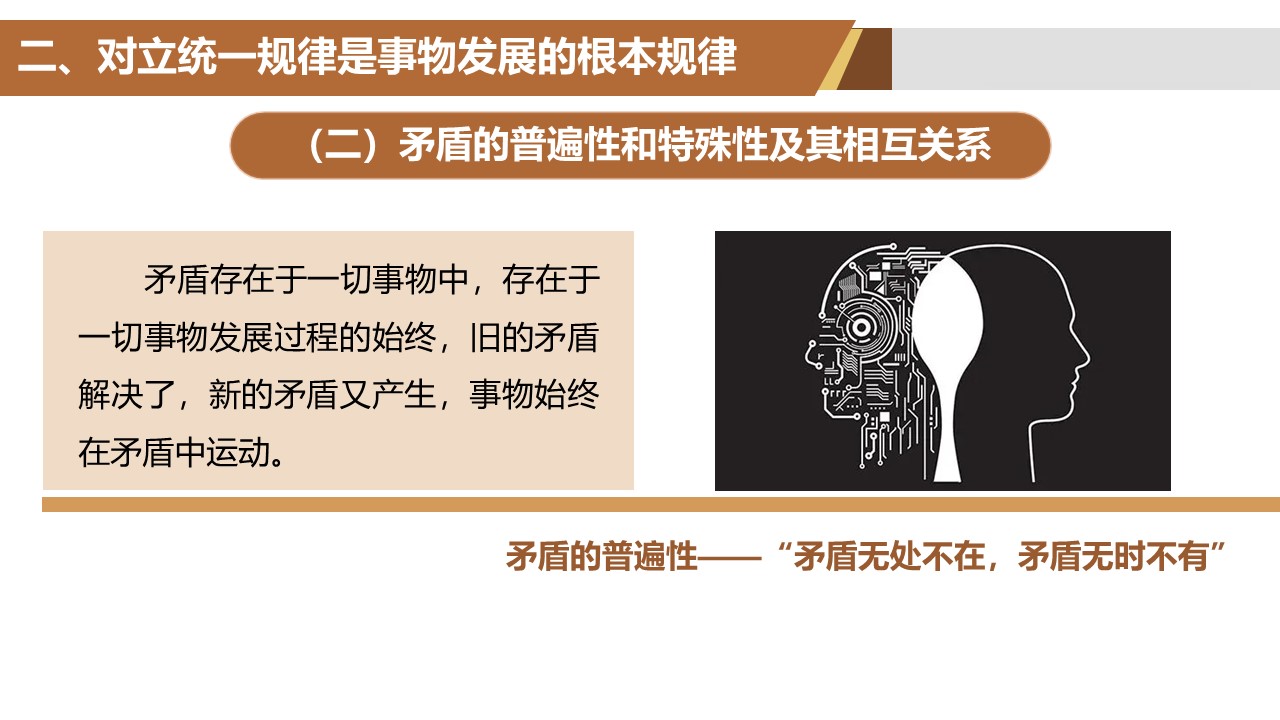 二、对立统一规律是事物发展的根本规律
（二）矛盾的普遍性和特殊性及其相互关系
矛盾存在于一切事物中，存在于
一切事物发展过程的始终，旧的矛盾
解决了，新的矛盾又产生，事物始终
在矛盾中运动。
矛盾的普遍性——“矛盾无处不在，矛盾无时不有”